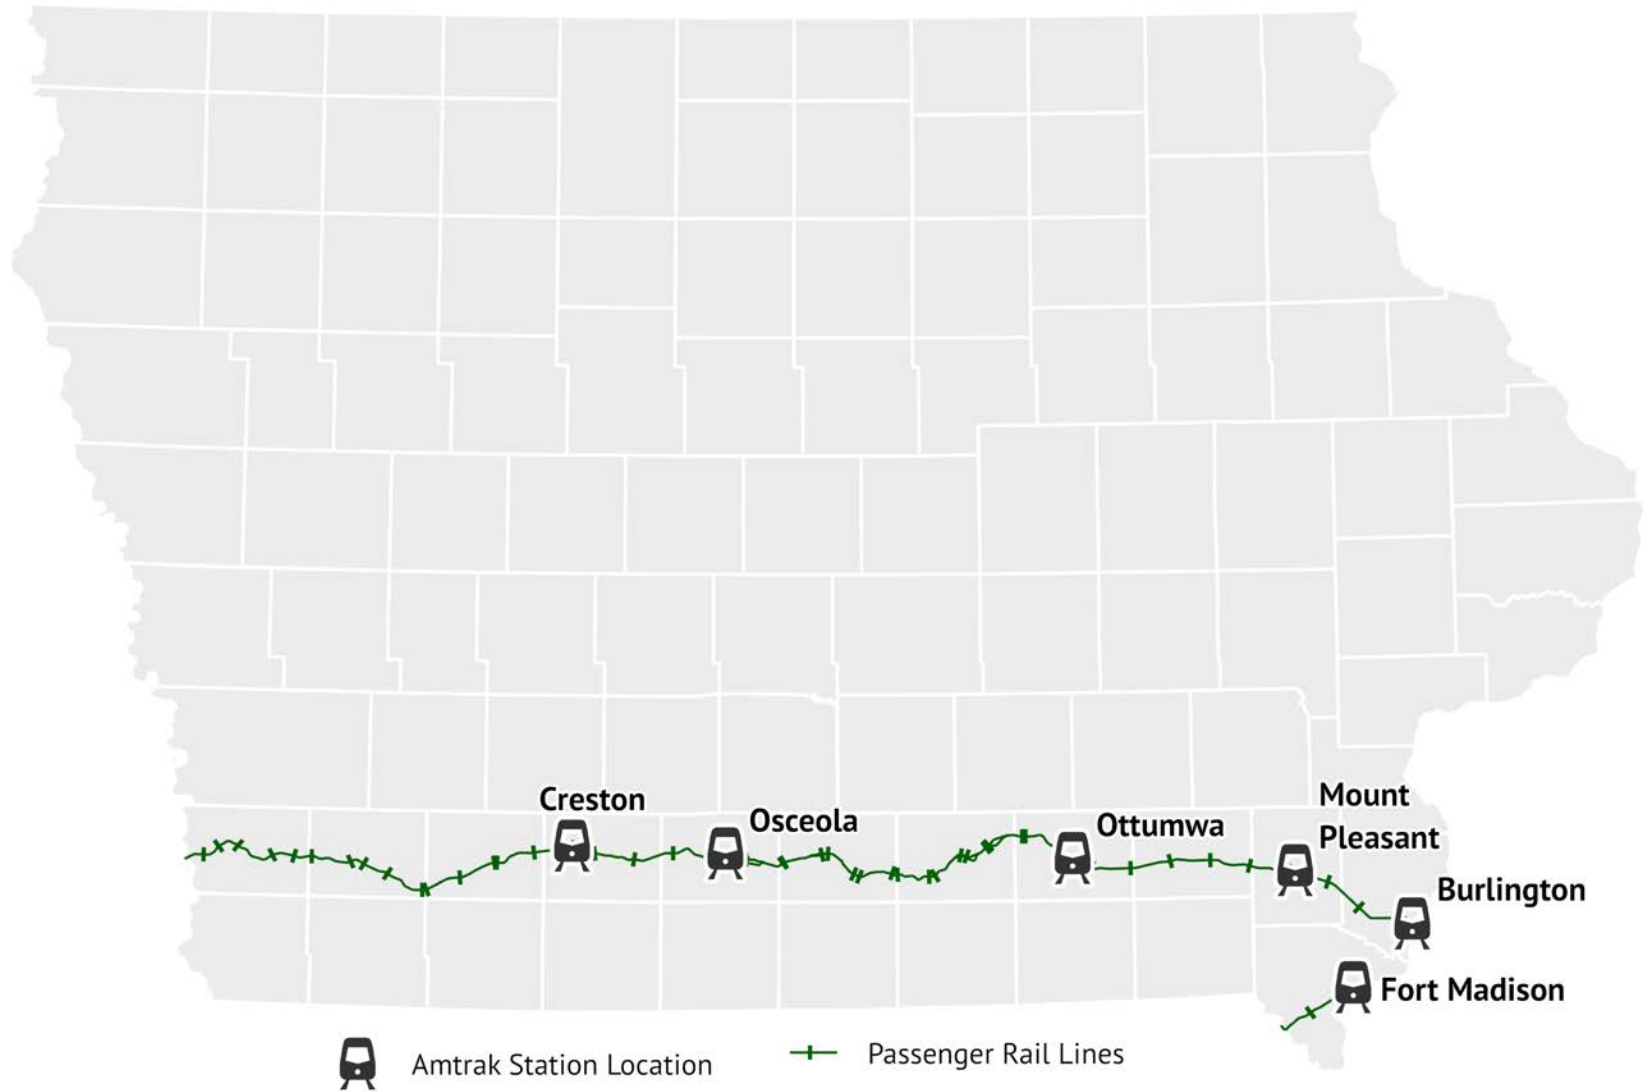 Creston
Osceola
Ottumwa
Mount
Pleasant
Burlington
Fort Madison
Amtrak Station Location
Passenger Rail Lines